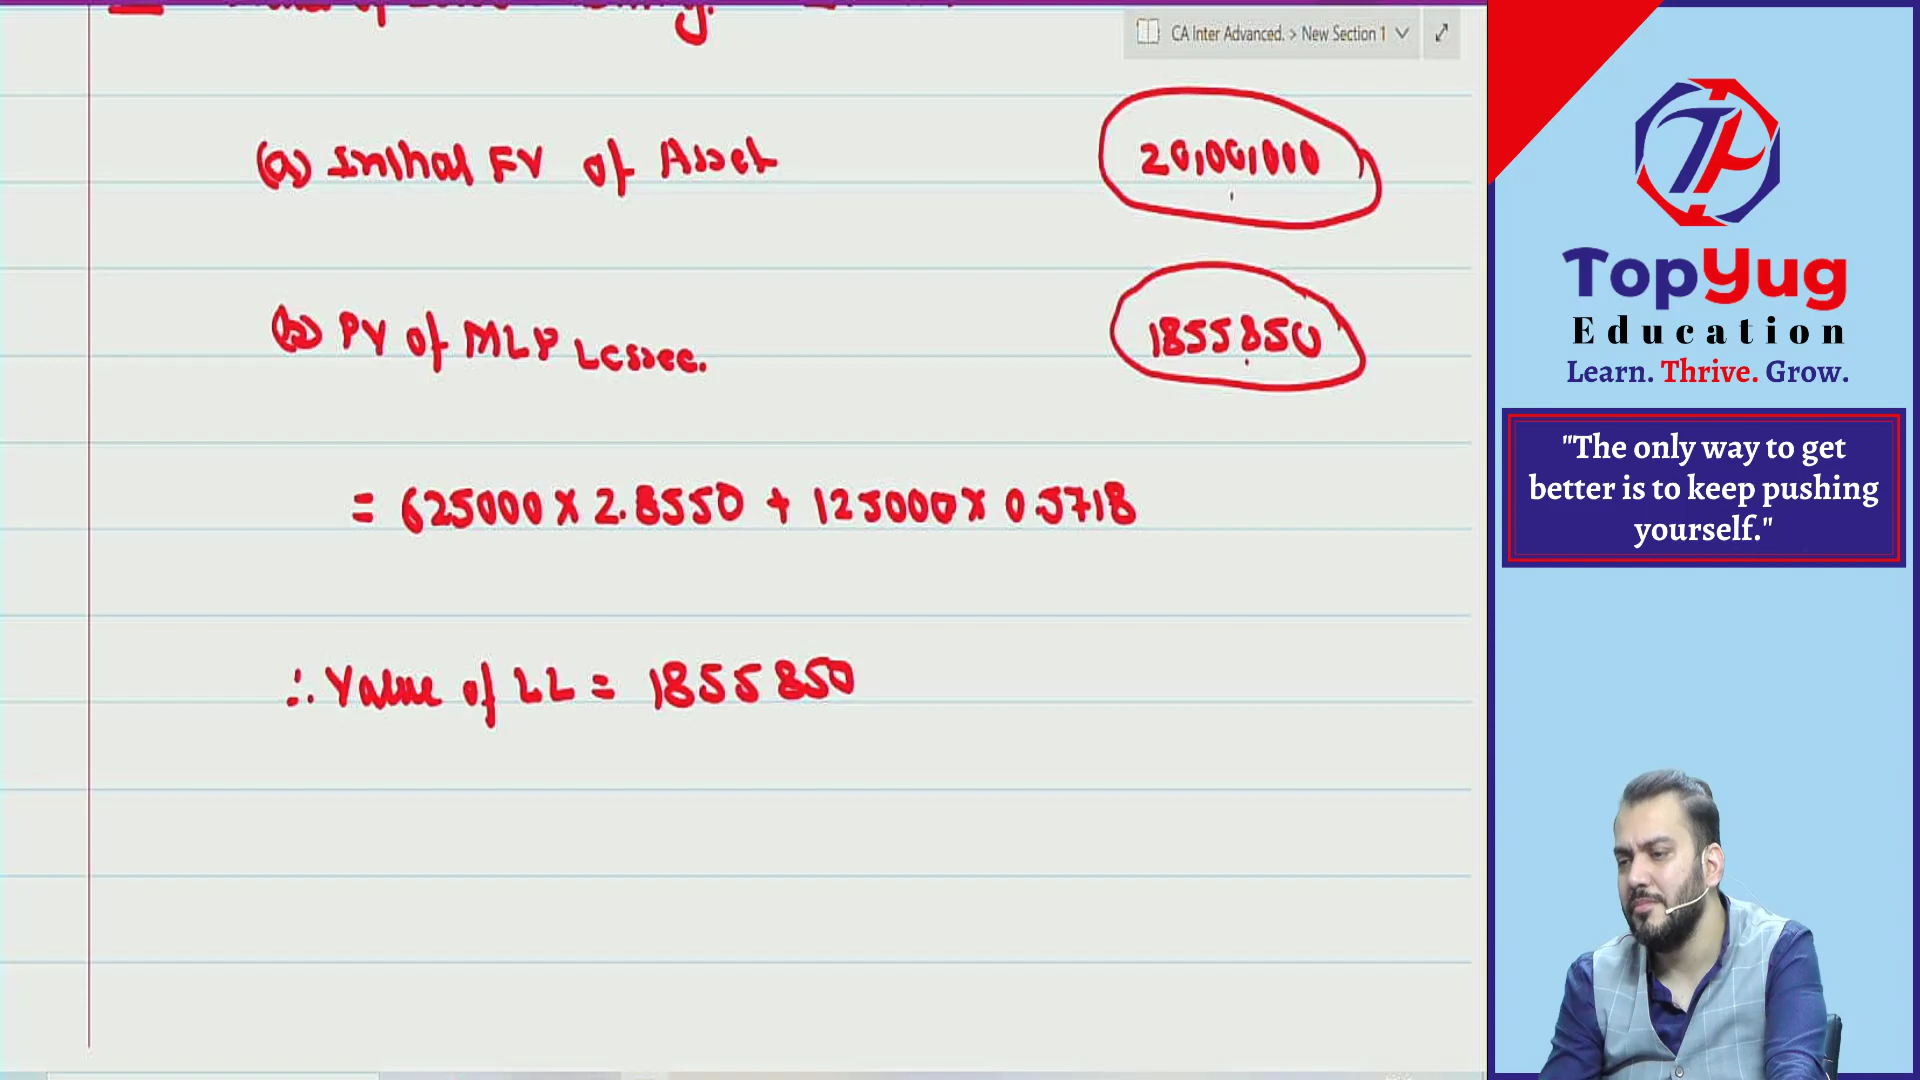 CA Inter Advanced. > New Section 1
(a) Initial FV of Asset 20,00,000
(b) PV of MLP Lessee. 1855850
= 625000 x 2.8550 + 125000 x 0.5718
∴ Value of LL = 1855850
TopYug
Education
Learn. Thrive. Grow.
"The only way to get
better is to keep pushing
yourself."